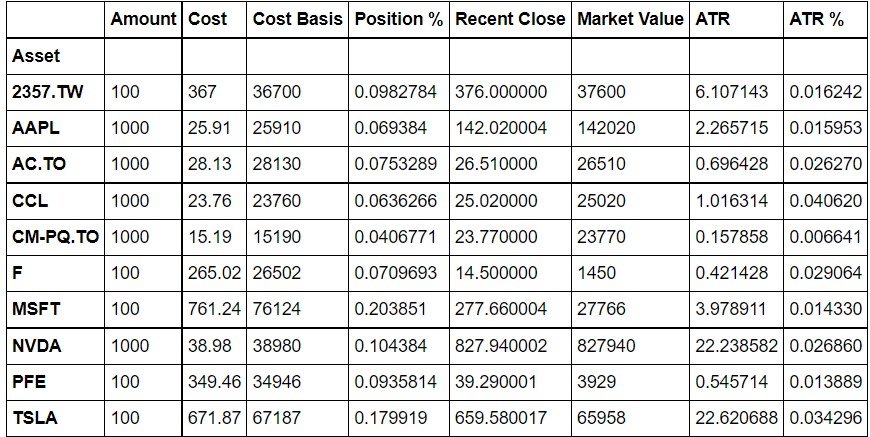 Amount Cost Cost Basis Position % Recent Close Market Value ATR ATR %
Asset
2357.TW 100 367 36700 0.0982784 376.000000 37600 6.107143 0.016242
AAPL 1000 25.91 25910 0.069384 142.020004 142020 2.265715 0.015953
AC.TO 1000 28.13 28130 0.0753289 26.510000 26510 0.696428 0.026270
CCL 1000 23.76 23760 0.0636266 25.020000 25020 1.016314 0.040620
CM-PQ.TO 1000 15.19 15190 0.0406771 23.770000 23770 0.157858 0.006641
F 100 265.02 26502 0.0709693 14.500000 1450 0.421428 0.029064
MSFT 100 761.24 76124 0.203851 277.660004 27766 3.978911 0.014330
NVDA 1000 38.98 38980 0.104384 827.940002 827940 22.238582 0.026860
PFE 100 349.46 34946 0.0935814 39.290001 3929 0.545714 0.013889
TSLA 100 671.87 67187 0.179919 659.580017 65958 22.620688 0.034296